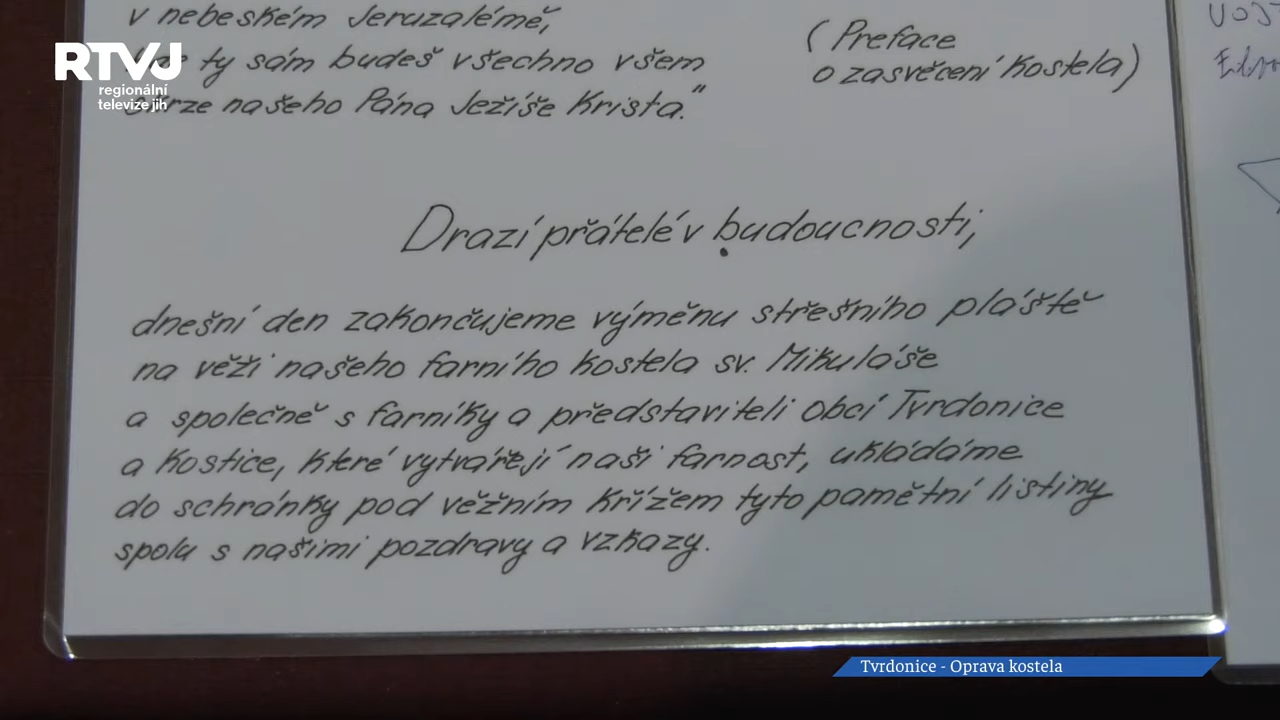 v nebeském Jeruzalémě,
(Preface
ty sám budeš všechno všem
o zasvěcení kostela)
našeho Pána Ježíše Krista."
RTVJ
regionální
televize jih
Drazí přátelé v budoucnosti,
dnešní den zakončujeme výměnu střešního pláště
na věži našeho farního kostela sv. Mikuláše
a společně s farníky a představiteli obcí Tvrdonice
a Kostice, které vytvářejí naši farnost, ukládáme
do schránky pod věžním křížem tyto pamětní listiny
spolu s našimi pozdravy a vzkazy.
Tvrdonice - Oprava kostela